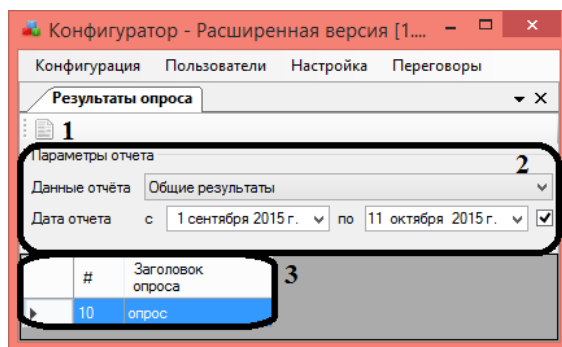 Конфигуратор - Расширенная версия [1....
Конфигурация Пользователи Настройка Переговоры
Результаты опроса
1
Параметры отчета
2
Данные отчёта Общие результаты
Дата отчета с 1 сентября 2015 г. по 11 октября 2015 г.
# Заголовок опроса
3
10 опрос